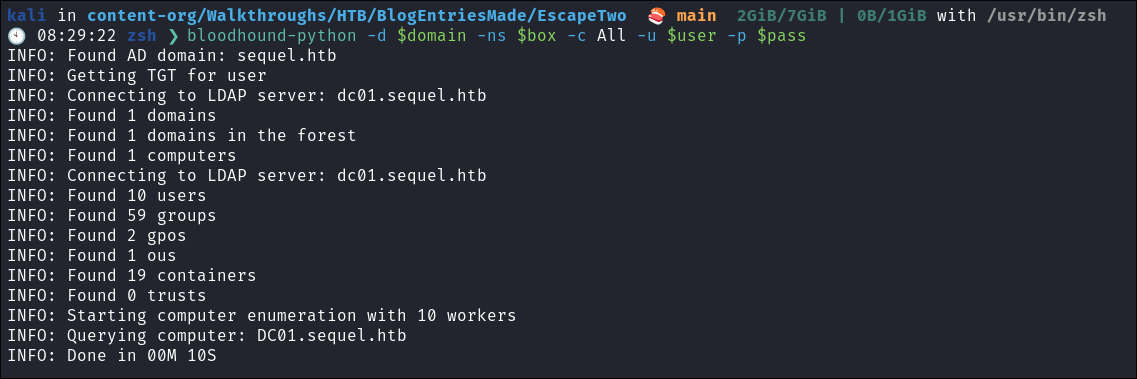 kali in content-org/Walkthroughs/HTB/BlogEntriesMade/EscapeTwo 🍣 main 2GiB/7GiB | 0B/1GiB with /usr/bin/zsh
🕙 08:29:22 zsh ❯ bloodhound-python -d $domain -ns $box -c All -u $user -p $pass
INFO: Found AD domain: sequel.htb
INFO: Getting TGT for user
INFO: Connecting to LDAP server: dc01.sequel.htb
INFO: Found 1 domains
INFO: Found 1 domains in the forest
INFO: Found 1 computers
INFO: Connecting to LDAP server: dc01.sequel.htb
INFO: Found 10 users
INFO: Found 59 groups
INFO: Found 2 gpos
INFO: Found 1 ous
INFO: Found 19 containers
INFO: Found 0 trusts
INFO: Starting computer enumeration with 10 workers
INFO: Querying computer: DC01.sequel.htb
INFO: Done in 00M 10S